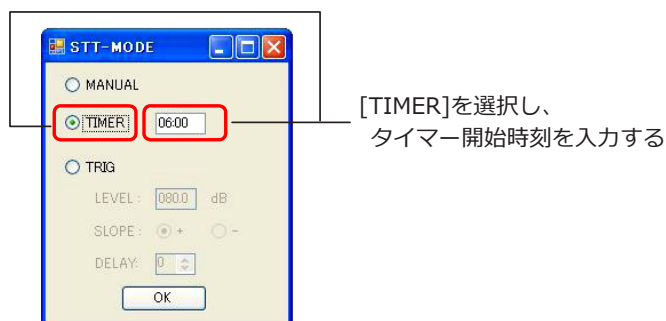 STT-MODE
MANUAL
TIMER 06:00
[TIMER]を選択し、
タイマー開始時刻を入力する
TRIG
LEVEL: 080.0 dB
SLOPE: + -
DELAY: 0
OK